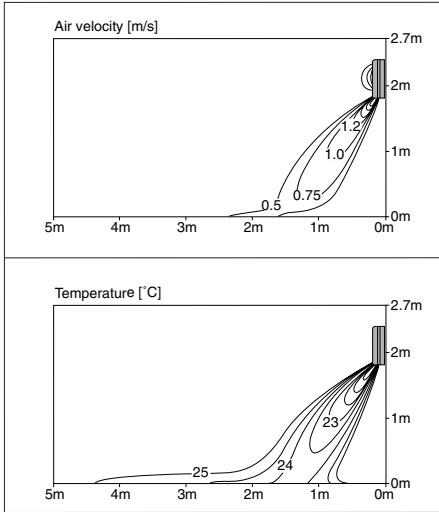 Air velocity [m/s]
2.7m
2m
1.2
1.0
1m
0.75
0.5
0m
5m 4m 3m 2m 1m 0m
Temperature [˚C]
2.7m
2m
1m
23
24
25
0m
5m 4m 3m 2m 1m 0m